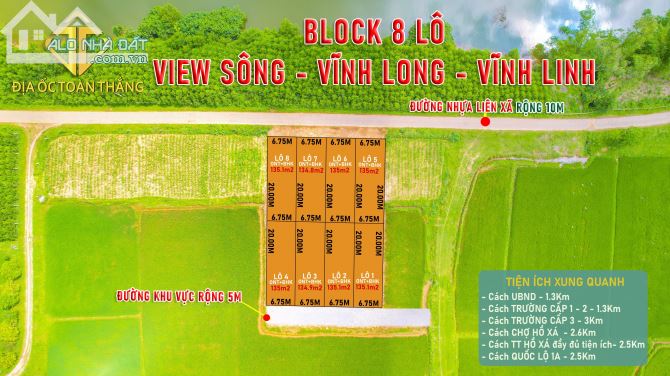 ALO NHÀ ĐẤT
.com.vn
ĐỊA ỐC TOÀN THẮNG
BLOCK 8 LÔ
VIEW SÔNG - VĨNH LONG - VĨNH LINH
ĐƯỜNG NHỰA LIÊN XÃ RỘNG 10M
6.75M 6.75M 6.75M 6.75M
LÔ 8 LÔ 7 LÔ 6 LÔ 5
ONT+BHK ONT+BHK ONT+BHK ONT+BHK
135.1m2 134.8m2 135m2 135m2
20.00M 20.00M 20.00M 20.00M 20.00M
6.75M 6.75M 6.75M 6.75M
20.00M 20.00M 20.00M 20.00M 20.00M
LÔ 4 LÔ 3 LÔ 2 LÔ 1
ONT+BHK ONT+BHK ONT+BHK ONT+BHK
135m2 134.9m2 135.1m2 135m2
6.75M 6.75M 6.75M 6.75M
ĐƯỜNG KHU VỰC RỘNG 5M
TIỆN ÍCH XUNG QUANH
- Cách UBND - 1.3Km
- Cách TRƯỜNG CẤP 1 - 2 - 1.3Km
- Cách TRƯỜNG CẤP 3 - 3Km
- Cách CHỢ HỒ XÁ - 2.6Km
- Cách TT HỒ XÁ đầy đủ tiện ích- 2.5Km
- Cách QUỐC LỘ 1A - 2.5Km